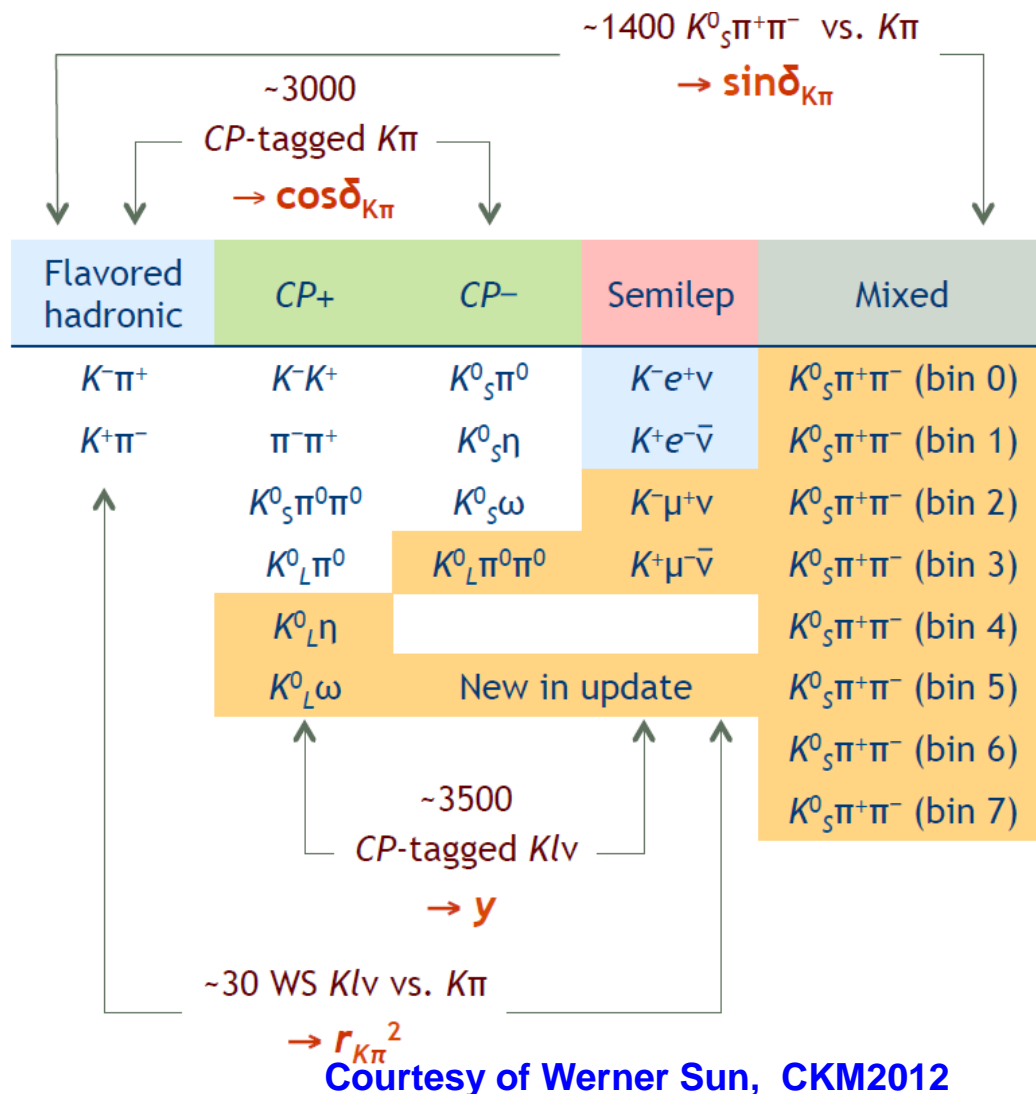 ~1400 K⁰ₛπ⁺π⁻ vs. Kπ
→ sinδ_Kπ
~3000
CP-tagged Kπ
→ cosδ_Kπ
Flavored hadronic CP+ CP− Semilep Mixed
K⁻π⁺ K⁻K⁺ K⁰ₛπ⁰ K⁻e⁺ν K⁰ₛπ⁺π⁻ (bin 0)
K⁺π⁻ π⁻π⁺ K⁰ₛη K⁺e⁻ν̄ K⁰ₛπ⁺π⁻ (bin 1)
K⁰ₛπ⁰π⁰ K⁰ₛω K⁻μ⁺ν K⁰ₛπ⁺π⁻ (bin 2)
K⁰_Lπ⁰ K⁰_Lπ⁰π⁰ K⁺μ⁻ν̄ K⁰ₛπ⁺π⁻ (bin 3)
K⁰_Lη K⁰ₛπ⁺π⁻ (bin 4)
K⁰_Lω New in update K⁰ₛπ⁺π⁻ (bin 5)
K⁰ₛπ⁺π⁻ (bin 6)
K⁰ₛπ⁺π⁻ (bin 7)
~3500
CP-tagged Klν
→ y
~30 WS Klν vs. Kπ
→ r_Kπ²
Courtesy of Werner Sun, CKM2012